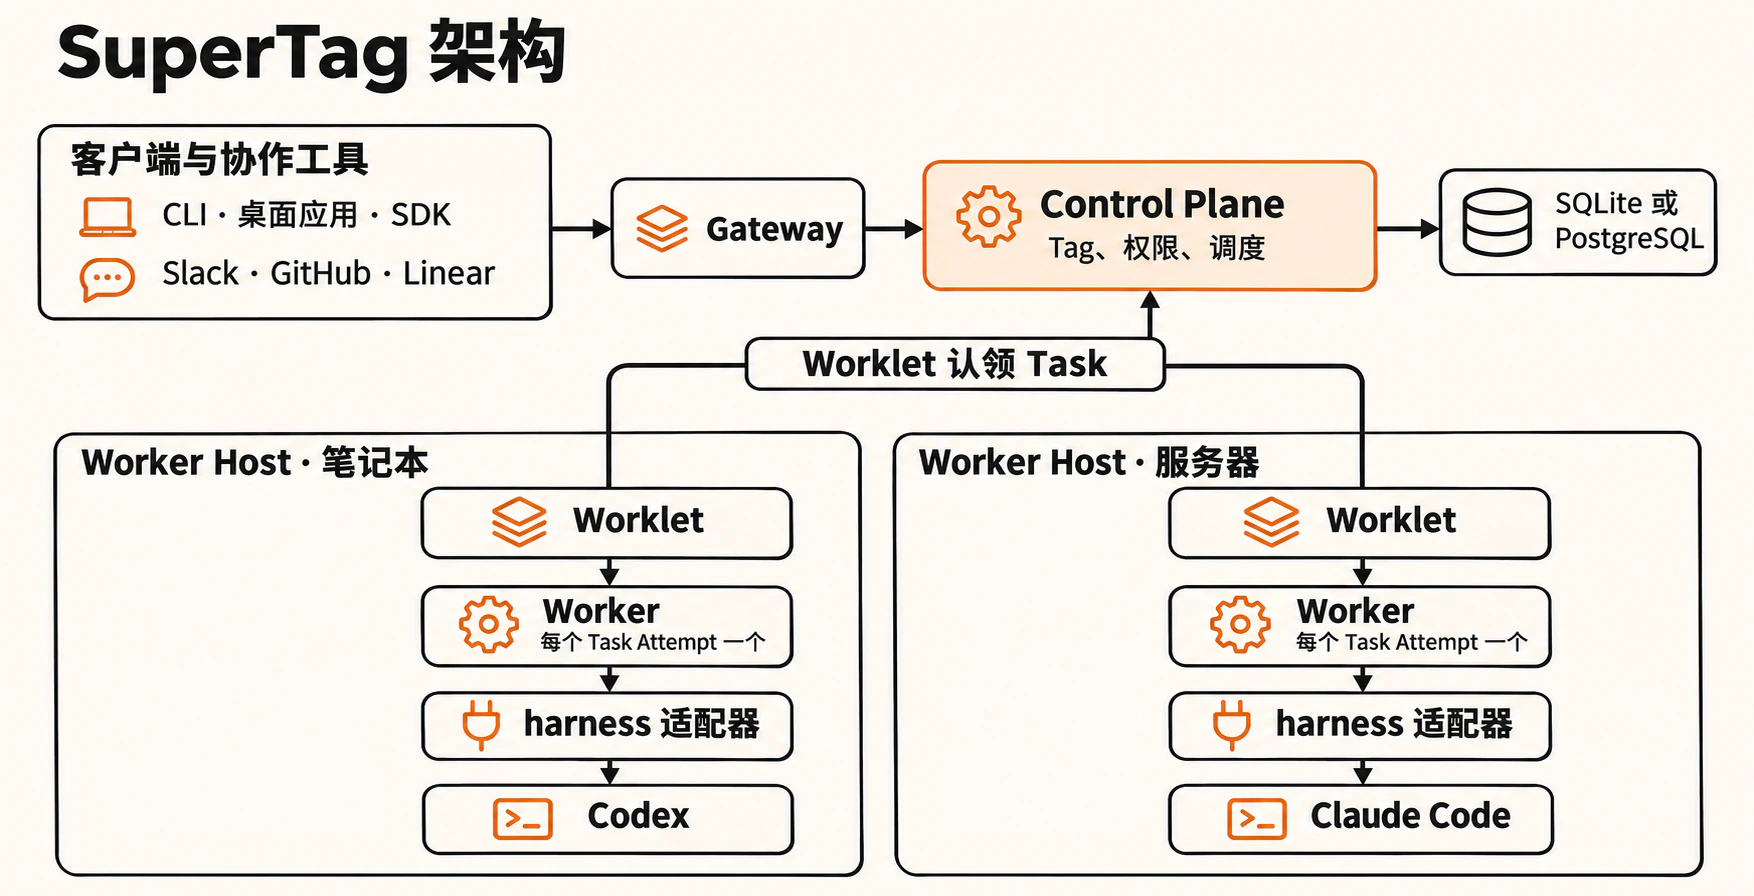 SuperTag 架构
客户端与协作工具
CLI · 桌面应用 · SDK
Slack · GitHub · Linear
Gateway
Control Plane
Tag、权限、调度
SQLite 或
PostgreSQL
Worklet 认领 Task
Worker Host · 笔记本
Worklet
Worker
每个 Task Attempt 一个
harness 适配器
Codex
Worker Host · 服务器
Worklet
Worker
每个 Task Attempt 一个
harness 适配器
Claude Code